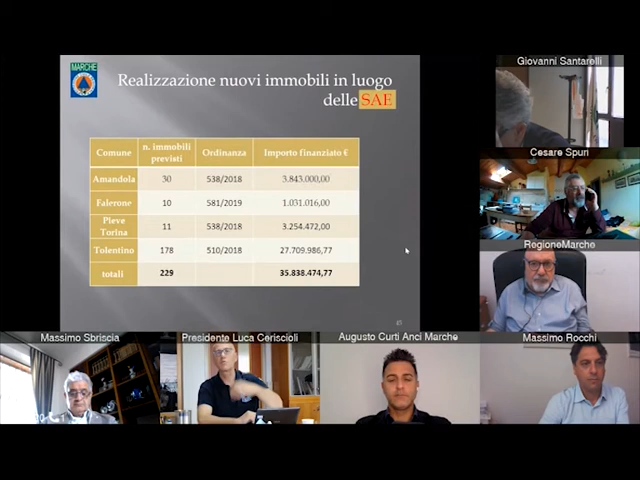 MARCHE
Realizzazione nuovi immobili in luogo
delle SAE
Comune n. immobili previsti Ordinanza Importo finanziato €
Amandola 30 538/2018 3.843.000,00
Falerone 10 581/2019 1.031.016,00
Pieve Torina 11 538/2018 3.254.472,00
Tolentino 178 510/2018 27.709.986,77
totali 229 35.838.474,77
Giovanni Santarelli
Cesare Spuri
RegioneMarche
Massimo Sbriscia
Presidente Luca Ceriscioli
Augusto Curti Anci Marche
Massimo Rocchi